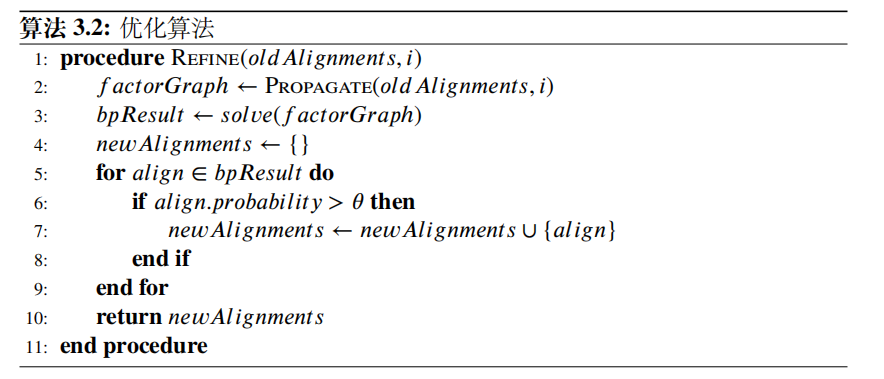 算法 3.2: 优化算法
1: procedure REFINE(oldAlignments, i)
2: factorGraph ← PROPAGATE(oldAlignments, i)
3: bpResult ← solve(factorGraph)
4: newAlignments ← {}
5: for align ∈ bpResult do
6: if align.probability > θ then
7: newAlignments ← newAlignments ∪ {align}
8: end if
9: end for
10: return newAlignments
11: end procedure